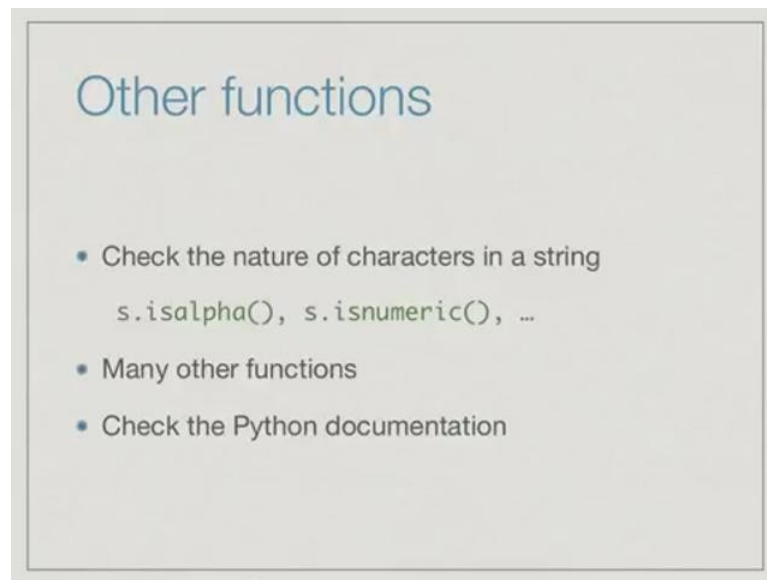 Other functions
• Check the nature of characters in a string
s.isalpha(), s.isnumeric(), …
• Many other functions
• Check the Python documentation